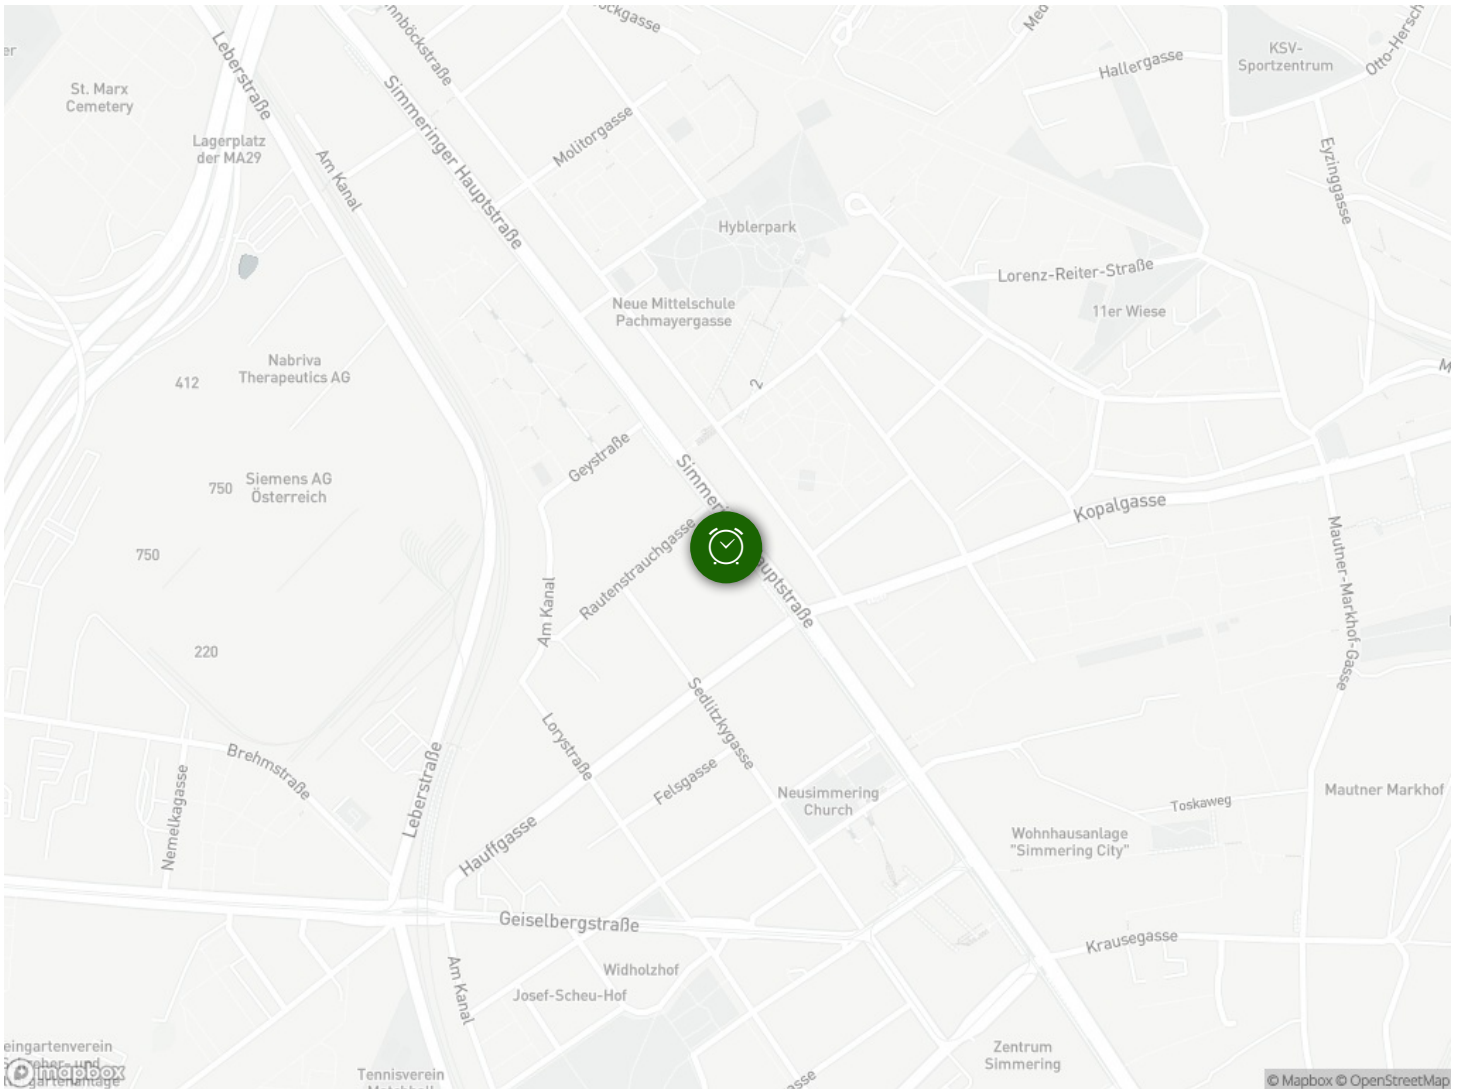 Leberstraße
St. Marx
Cemetery
Lagerplatz
der MA29
Am Kanal
Simmeringer Hauptstraße
Molitorgasse
Hyblerpark
Hallergasse
KSV-
Sportzentrum
Eyzinggasse
Lorenz-Reiter-Straße
11er Wiese
Neue Mittelschule
Pachmayergasse
Nabriva
Therapeutics AG
412
2
Geystraße
Siemens AG
Österreich
750
750
Rautenstrauchgasse
Am Kanal
Kopalgasse
Mautner-Markhof-Gasse
220
Sedlitzkygasse
Lorystraße
Brehmstraße
Leberstraße
Nemelkagasse
Felsgasse
Neusimmering
Church
Hauffgasse
Toskaweg
Mautner Markhof
Wohnhausanlage
"Simmering City"
Geiselbergstraße
Krausegasse
Am Kanal
Widholzhof
Josef-Scheu-Hof
Zentrum
Simmering
Tennisverein
mapbox
© Mapbox © OpenStreetMap